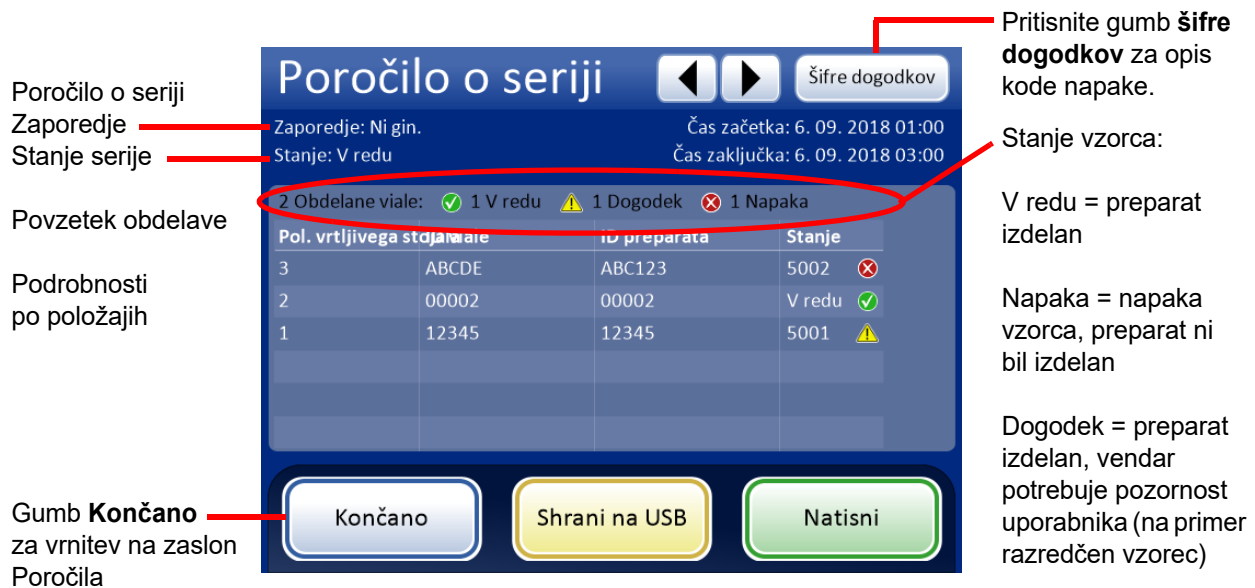 Poročilo o seriji
Zaporedje
Stanje serije
Povzetek obdelave
Podrobnosti
po položajih
Gumb Končano
za vrnitev na zaslon
Poročila
Poročilo o seriji
Šifre dogodkov
Zaporedje: Ni gin.
Čas začetka: 6. 09. 2018 01:00
Stanje: V redu
Čas zaključka: 6. 09. 2018 03:00
2 Obdelane viale: 1 V redu 1 Dogodek 1 Napaka
Pol. vrtljivega ID preparata Stanje
3 ABCDE ABC123 5002
2 00002 00002 V redu
1 12345 12345 5001
Končano
Shrani na USB
Natisni
Pritisnite gumb šifre
dogodkov za opis
kode napake.
Stanje vzorca:
V redu = preparat
izdelan
Napaka = napaka
vzorca, preparat ni
bil izdelan
Dogodek = preparat
izdelan, vendar
potrebuje pozornost
uporabnika (na primer
razredčen vzorec)